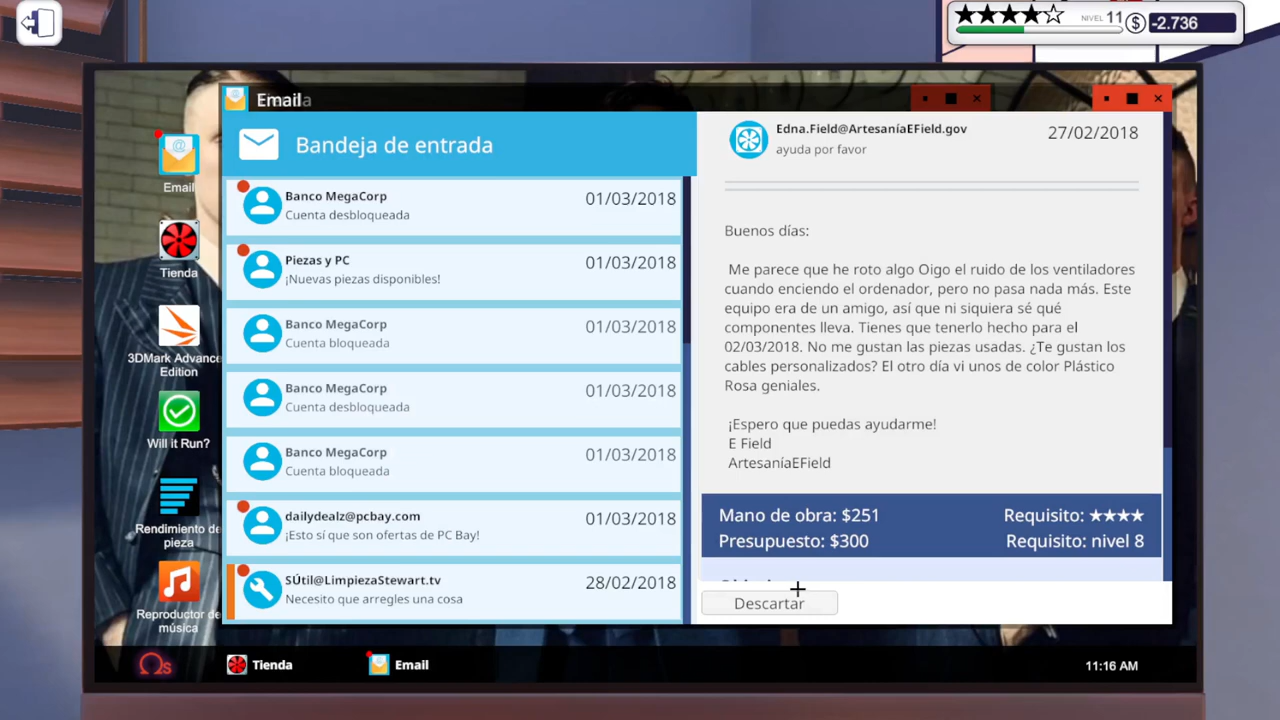 NIVEL 11
$ -2.736
Email
Bandeja de entrada
Banco MegaCorp
01/03/2018
Cuenta desbloqueada
Piezas y PC
01/03/2018
¡Nuevas piezas disponibles!
Banco MegaCorp
01/03/2018
Cuenta bloqueada
Banco MegaCorp
01/03/2018
Cuenta desbloqueada
Banco MegaCorp
01/03/2018
Cuenta bloqueada
dailydealz@pcbay.com
01/03/2018
¡Esto sí que son ofertas de PC Bay!
SÚtil@LimpiezaStewart.tv
28/02/2018
Necesito que arregles una cosa
Edna.Field@ArtesaníaEField.gov
27/02/2018
ayuda por favor
Buenos días:
Me parece que he roto algo Oigo el ruido de los ventiladores
cuando enciendo el ordenador, pero no pasa nada más. Este
equipo era de un amigo, así que ni siquiera sé qué
componentes lleva. Tienes que tenerlo hecho para el
02/03/2018. No me gustan las piezas usadas. ¿Te gustan los
cables personalizados? El otro día vi unos de color Plástico
Rosa geniales.
¡Espero que puedas ayudarme!
E Field
ArtesaníaEField
Mano de obra: $251
Requisito: ★★★★
Presupuesto: $300
Requisito: nivel 8
Descartar
Email
Tienda
3DMark Advance
Edition
Will it Run?
Rendimiento de
pieza
Reproductor de
música
Ωs
Tienda
Email
11:16 AM